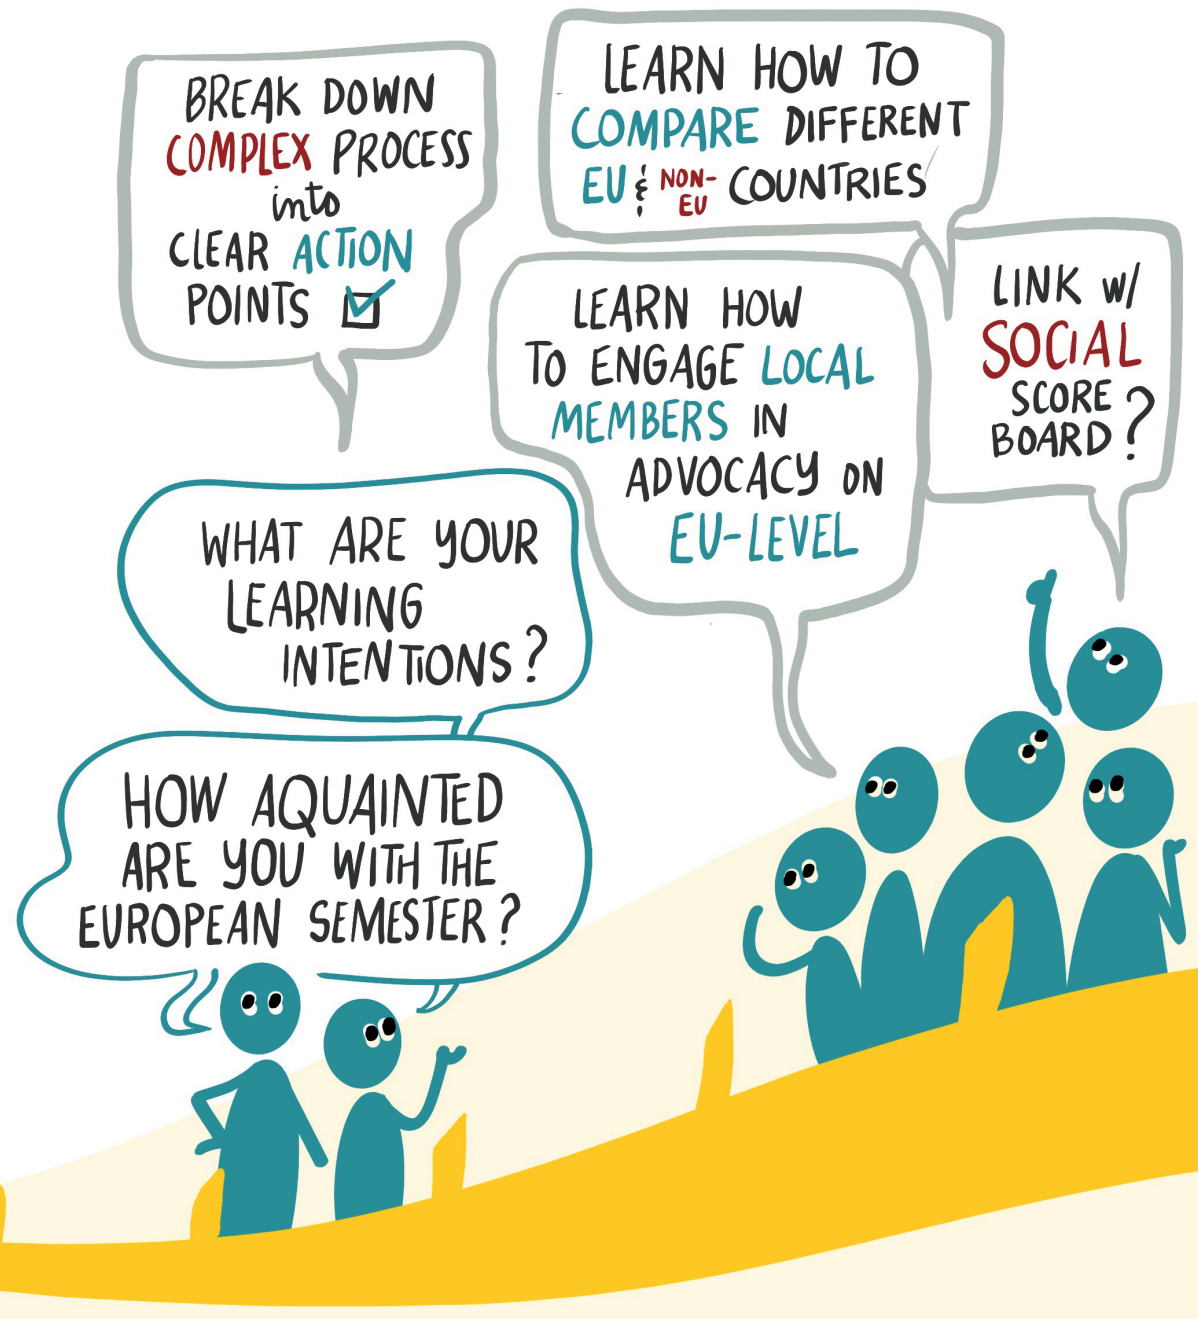 BREAK DOWN
COMPLEX PROCESS
into
CLEAR ACTION
POINTS
LEARN HOW TO
COMPARE DIFFERENT
EU & NON-
EU COUNTRIES
LEARN HOW
TO ENGAGE LOCAL
MEMBERS IN
ADVOCACY ON
EU-LEVEL
LINK W/
SOCIAL
SCORE
BOARD?
WHAT ARE YOUR
LEARNING
INTENTIONS?
HOW AQUAINTED
ARE YOU WITH THE
EUROPEAN SEMESTER?